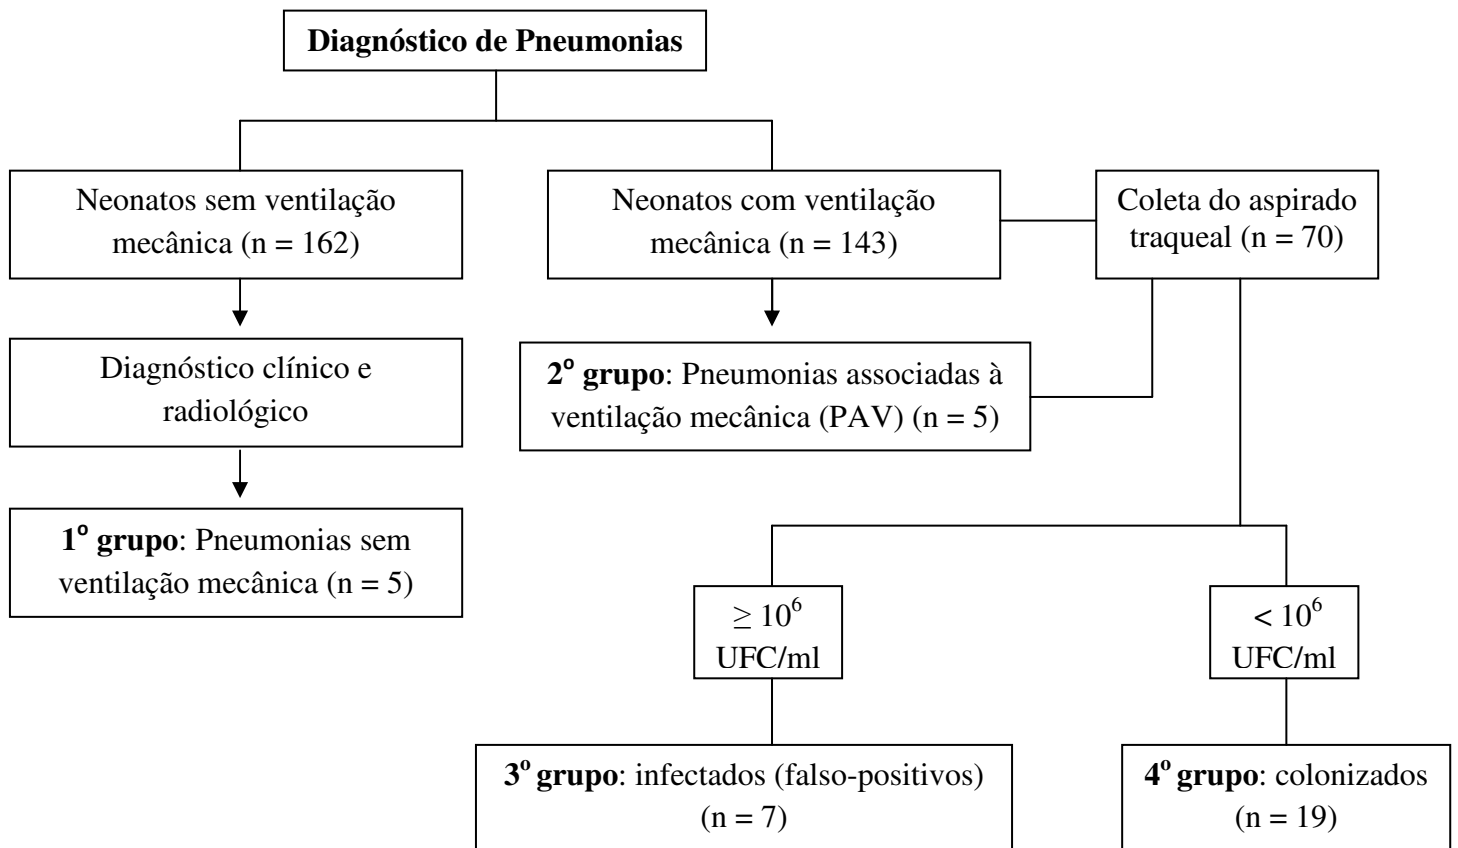 Diagnóstico de Pneumonias
Neonatos sem ventilação
mecânica (n = 162)
Neonatos com ventilação
mecânica (n = 143)
Coleta do aspirado
traqueal (n = 70)
Diagnóstico clínico e
radiológico
2º grupo: Pneumonias associadas à
ventilação mecânica (PAV) (n = 5)
1º grupo: Pneumonias sem
ventilação mecânica (n = 5)
≥ 10⁶
UFC/ml
< 10⁶
UFC/ml
3º grupo: infectados (falso-positivos)
(n = 7)
4º grupo: colonizados
(n = 19)